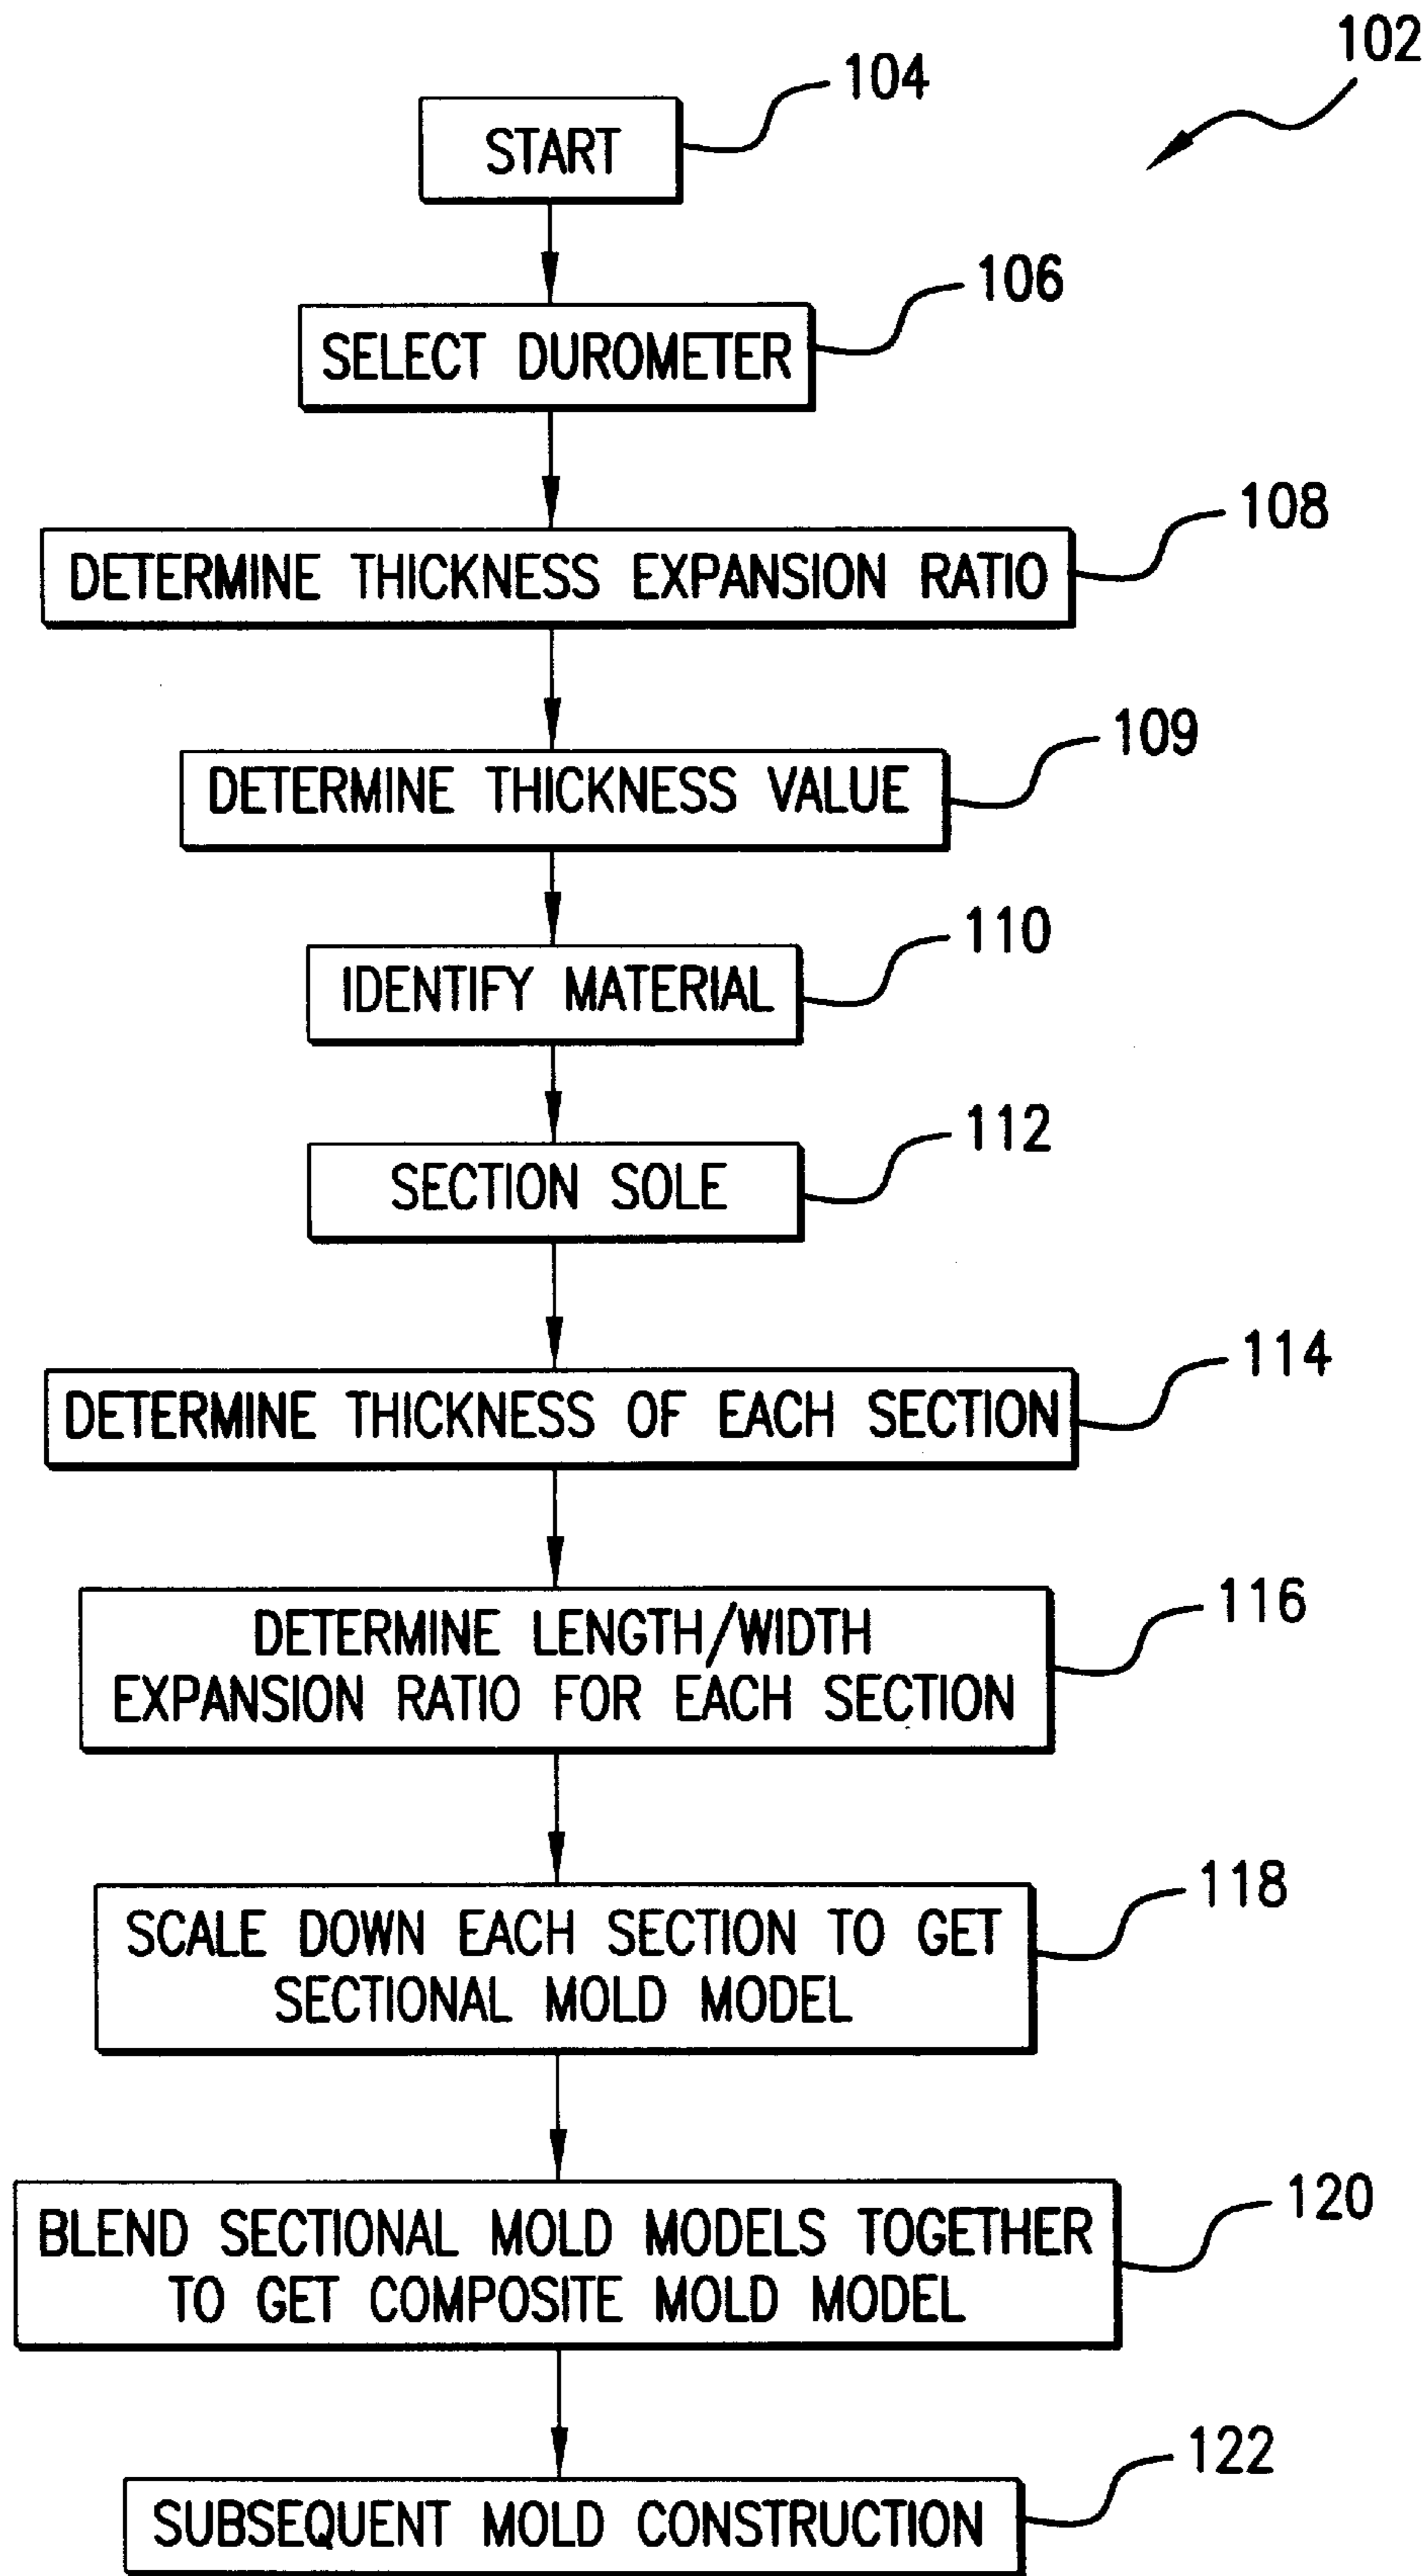 102
104
START
106
SELECT DUROMETER
108
DETERMINE THICKNESS EXPANSION RATIO
109
DETERMINE THICKNESS VALUE
110
IDENTIFY MATERIAL
112
SECTION SOLE
114
DETERMINE THICKNESS OF EACH SECTION
116
DETERMINE LENGTH/WIDTH
EXPANSION RATIO FOR EACH SECTION
118
SCALE DOWN EACH SECTION TO GET
SECTIONAL MOLD MODEL
120
BLEND SECTIONAL MOLD MODELS TOGETHER
TO GET COMPOSITE MOLD MODEL
122
SUBSEQUENT MOLD CONSTRUCTION